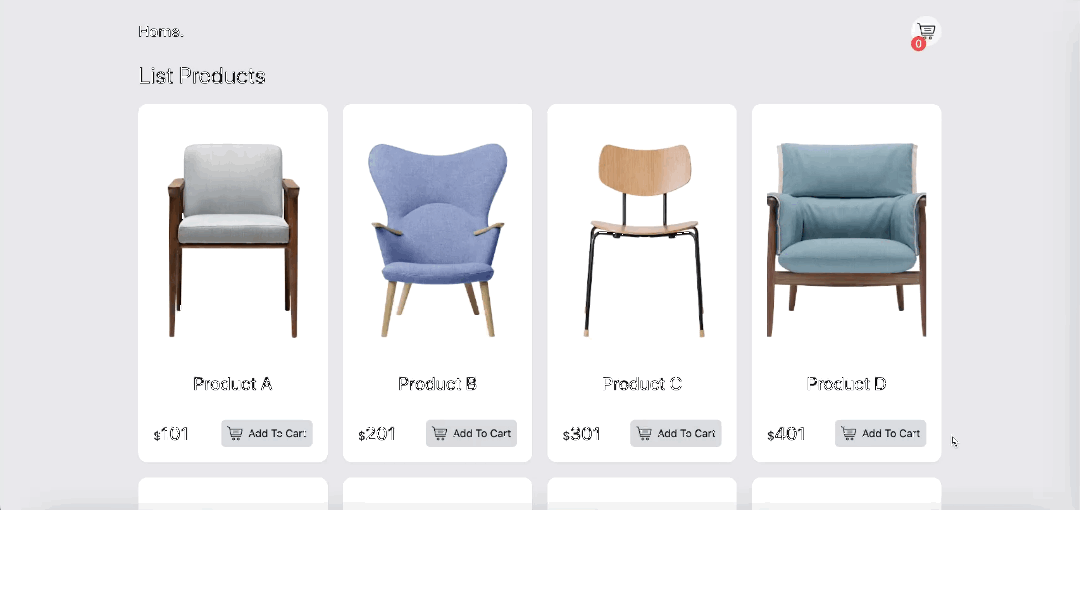 Home.
0
List Products
Product A
$101 Add To Cart
Product B
$201 Add To Cart
Product C
$301 Add To Cart
Product D
$401 Add To Cart